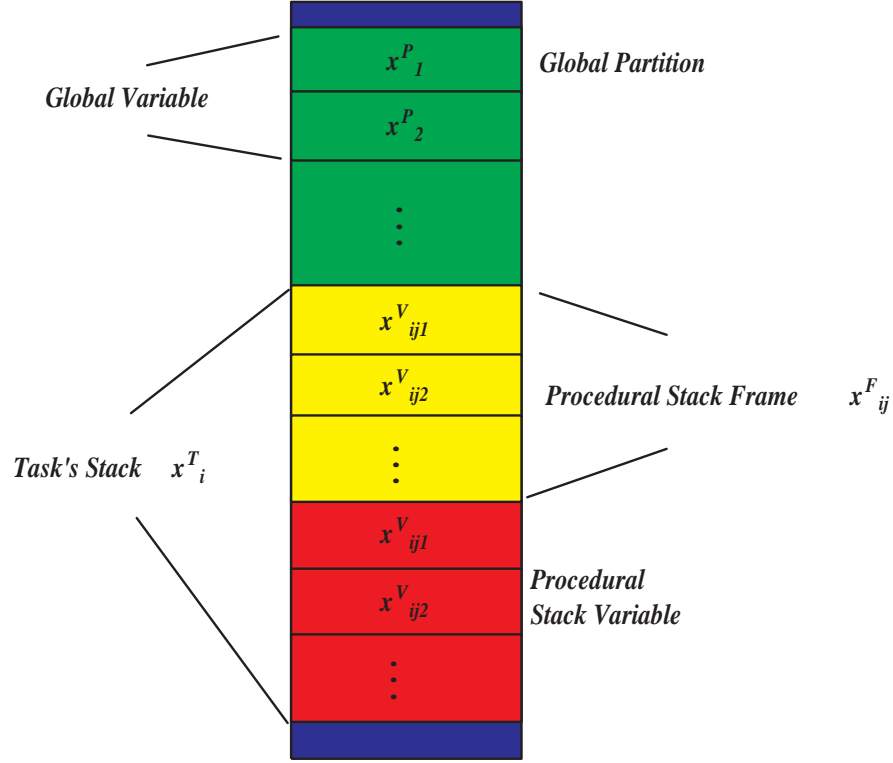 x^P_1
Global Partition
Global Variable
x^P_2
⋮
x^V_ij1
x^V_ij2
Procedural Stack Frame x^F_ij
⋮
Task's Stack x^T_i
x^V_ij1
Procedural
x^V_ij2
Stack Variable
⋮